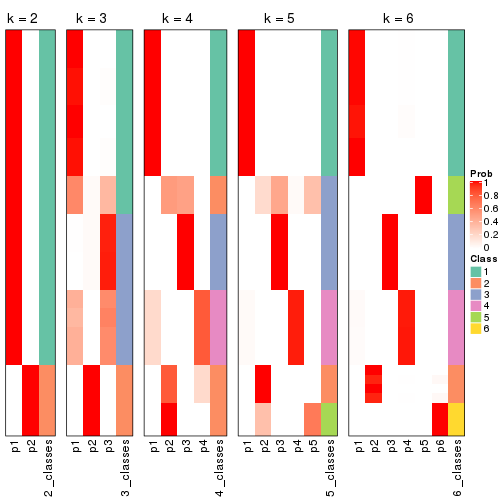 k = 2
k = 3
k = 4
k = 5
k = 6
p1
p2
2_classes
p1
p2
p3
3_classes
p1
p2
p3
p4
4_classes
p1
p2
p3
p4
p5
5_classes
p1
p2
p3
p4
p5
p6
6_classes
Prob
1
0.8
0.6
0.4
0.2
0
Class
1
2
3
4
5
6